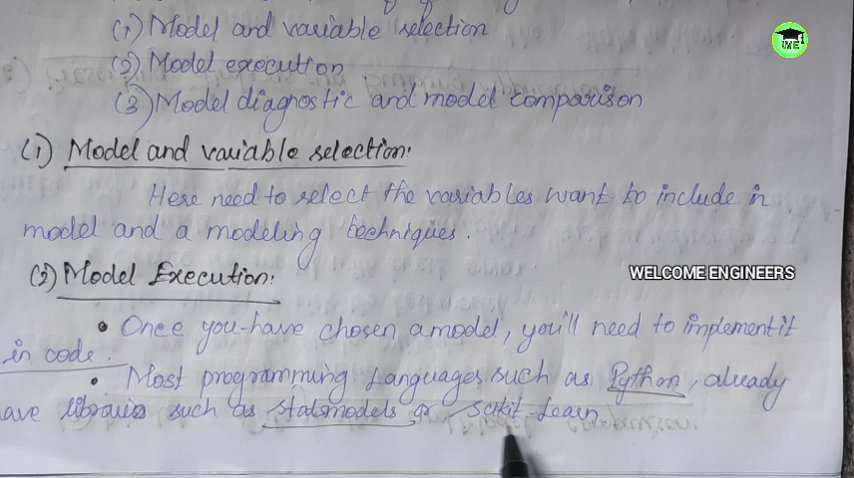 (1) Model and variable selection
(2) Model execution
(3) Model diagnostic and model comparison
(1) Model and variable selection:
Here need to select the variables want to include in
model and a modeling techniques.
WELCOME ENGINEERS
(2) Model Execution:
• Once you have chosen a model, you'll need to implement it
in code.
• Most programming languages such as Python, already
have libraries such as statsmodels or scikit-learn
IME